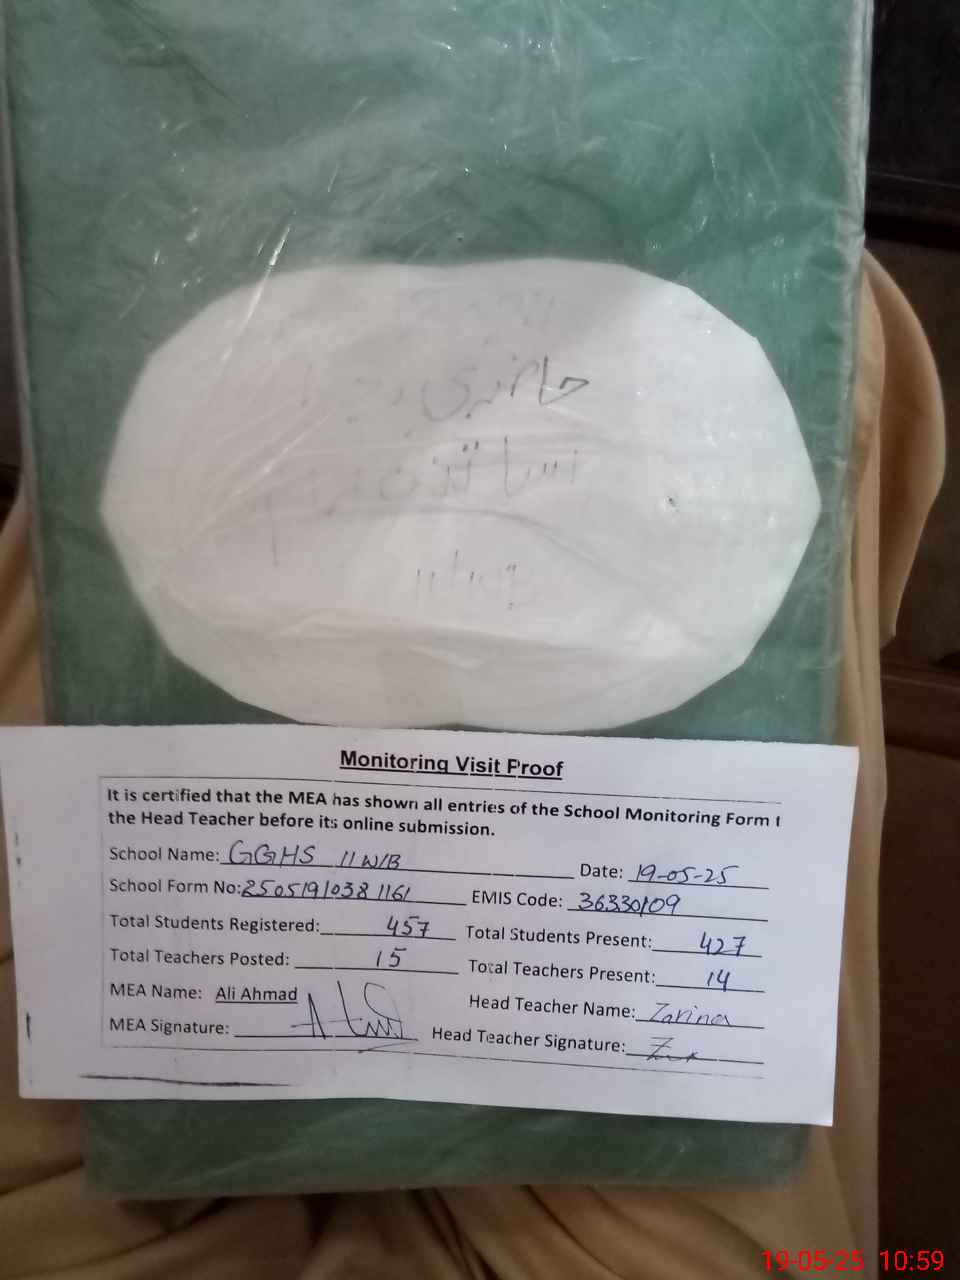 حاضری
Monitoring Visit Proof
It is certified that the MEA has shown all entries of the School Monitoring Form t
the Head Teacher before its online submission.
School Name: GGHS 11 W/B Date: 19-05-25
School Form No: 25051910381161 EMIS Code: 36330109
Total Students Registered: 457 Total Students Present: 427
Total Teachers Posted: 15 Total Teachers Present: 14
MEA Name: Ali Ahmad Head Teacher Name: Zarina
MEA Signature: Head Teacher Signature:
19-05-25 10:59